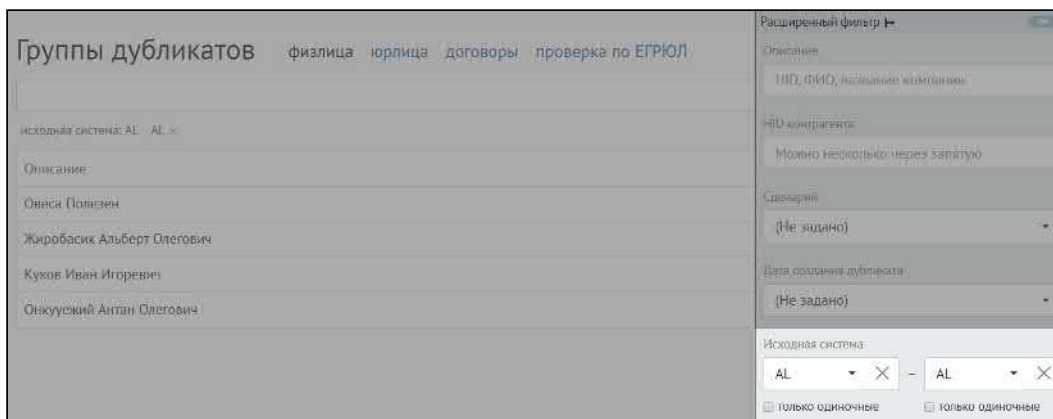 Группы дубликатов физлица юрлица договоры проверка по ЕГРЮЛ
исходная система: AL – AL ×
Описание
Овеса Полезен
Жиробасик Альберт Олегович
Кухов Иван Игоревич
Онкууежий Антан Олегович
Расширенный фильтр
Описание
HID, ФИО, название компании
HID контрагента
Можно несколько через запятую
Сценарий
(Не задано)
Дата создания дубликата
(Не задано)
Исходная система
AL × – AL ×
только одиночные только одиночные